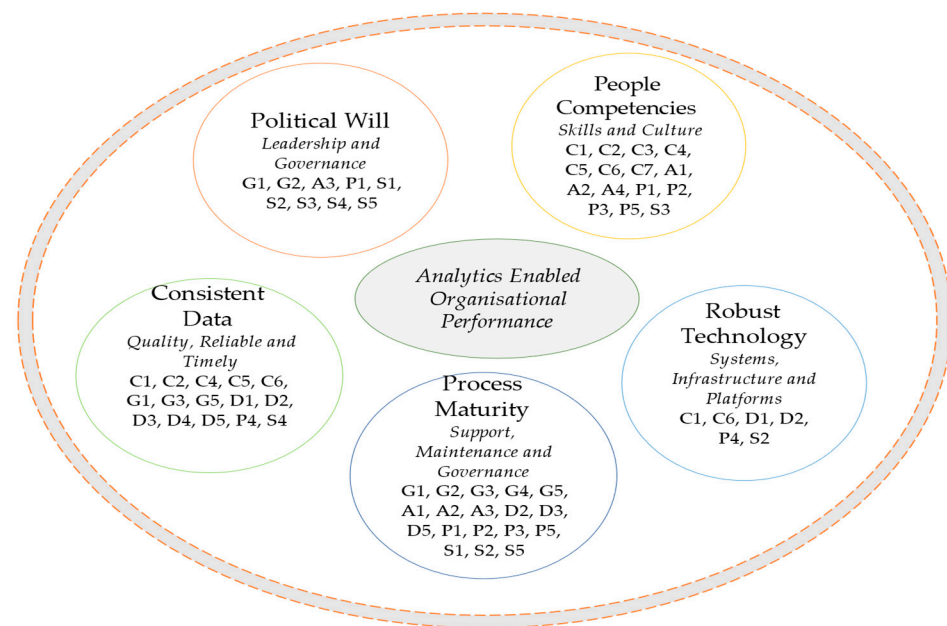 Political Will
Leadership and
Governance
G1, G2, A3, P1, S1,
S2, S3, S4, S5
People
Competencies
Skills and Culture
C1, C2, C3, C4,
C5, C6, C7, A1,
A2, A4, P1, P2,
P3, P5, S3
Analytics Enabled
Organisational
Performance
Consistent
Data
Quality, Reliable and
Timely
C1, C2, C4, C5, C6,
G1, G3, G5, D1, D2,
D3, D4, D5, P4, S4
Robust
Technology
Systems,
Infrastructure and
Platforms
C1, C6, D1, D2,
P4, S2
Process
Maturity
Support,
Maintenance and
Governance
G1, G2, G3, G4, G5,
A1, A2, A3, D2, D3,
D5, P1, P2, P3, P5,
S1, S2, S5